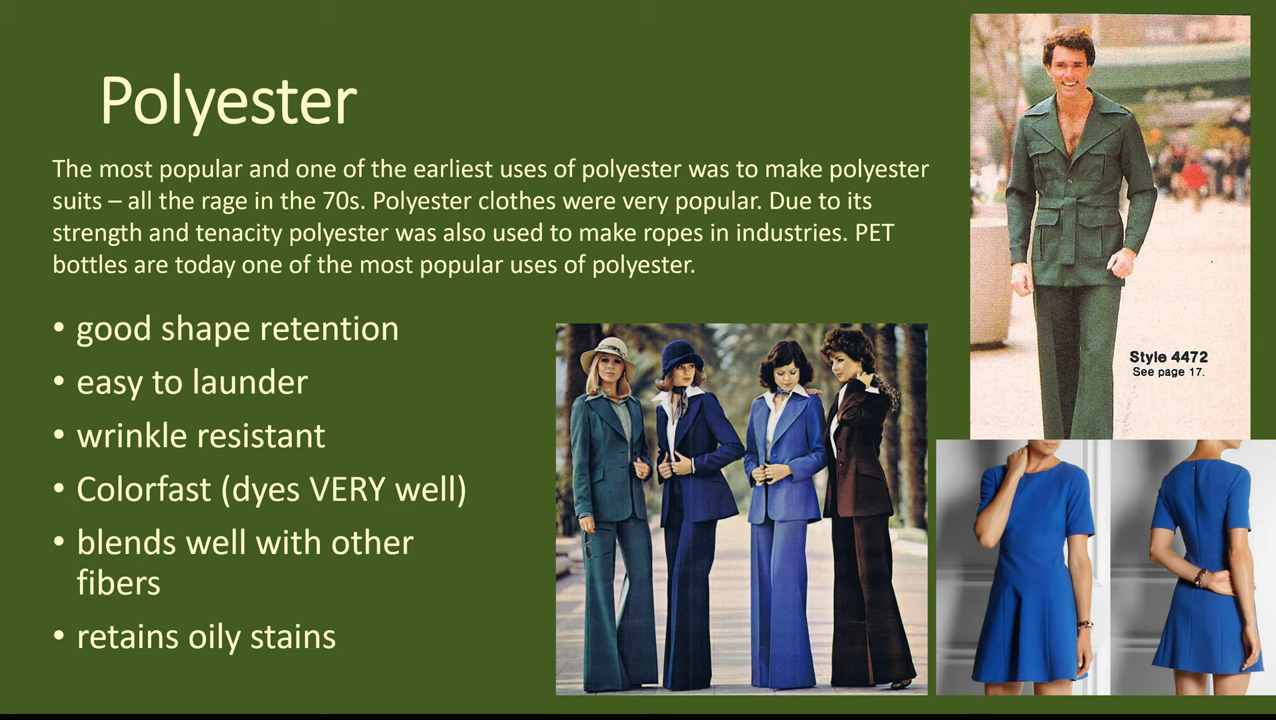 Polyester
The most popular and one of the earliest uses of polyester was to make polyester
suits – all the rage in the 70s. Polyester clothes were very popular. Due to its
strength and tenacity polyester was also used to make ropes in industries. PET
bottles are today one of the most popular uses of polyester.
• good shape retention
• easy to launder
• wrinkle resistant
• Colorfast (dyes VERY well)
• blends well with other
fibers
• retains oily stains
Style 4472
See page 17.